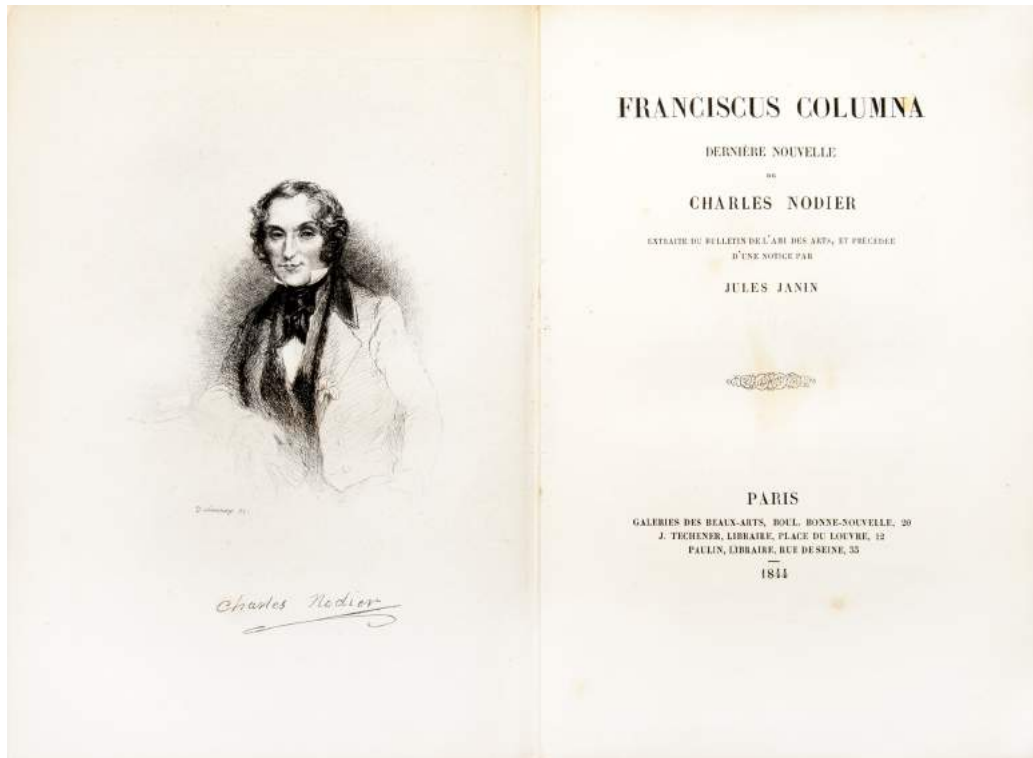 Charles Nodier
FRANCISCUS COLUMNA
DERNIÈRE NOUVELLE
DE
CHARLES NODIER
EXTRAITE DU BULLETIN DE L'AMI DES ARTS, ET PRÉCÉDÉE
D'UNE NOTICE PAR
JULES JANIN
PARIS
GALERIES DES BEAUX-ARTS, BOUL. BONNE-NOUVELLE, 20
J. TECHENER, LIBRAIRE, PLACE DU LOUVRE, 12
PAULIN, LIBRAIRE, RUE DE SEINE, 33
1844